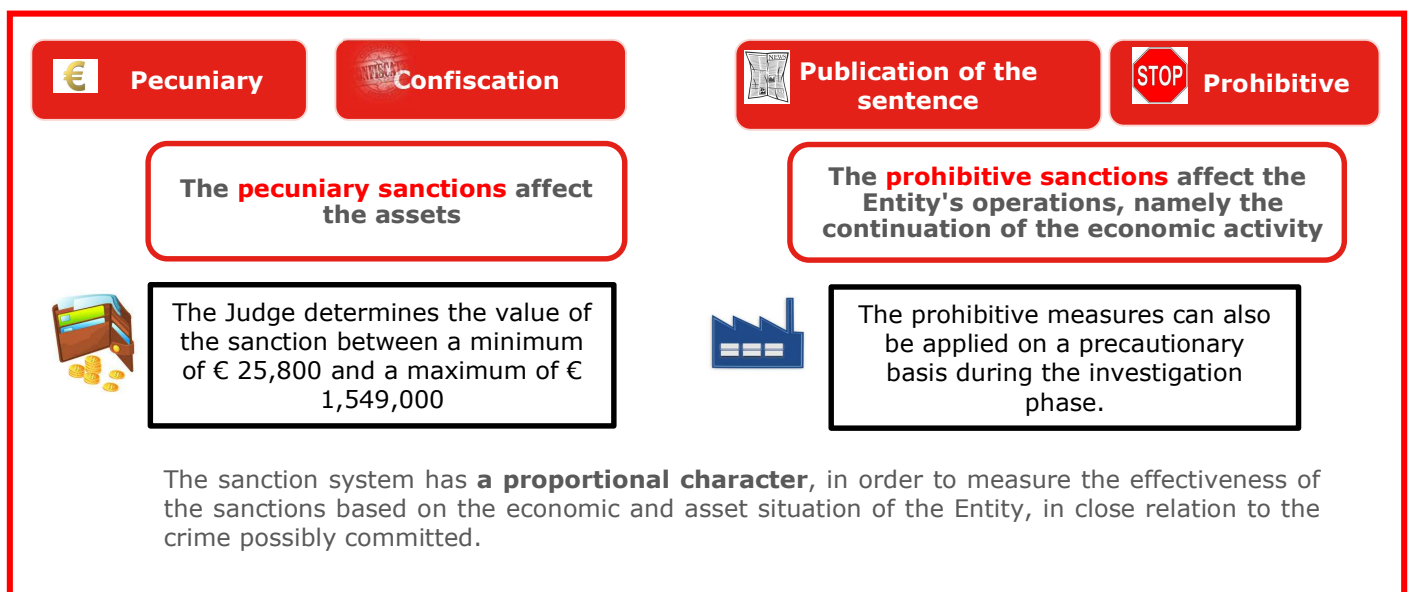 Pecuniary
Confiscation
NEWS
Publication of the
sentence
STOP
Prohibitive
The pecuniary sanctions affect
the assets
The prohibitive sanctions affect the
Entity's operations, namely the
continuation of the economic activity
The Judge determines the value of
the sanction between a minimum
of € 25,800 and a maximum of €
1,549,000
The prohibitive measures can also
be applied on a precautionary
basis during the investigation
phase.
The sanction system has a proportional character, in order to measure the effectiveness of
the sanctions based on the economic and asset situation of the Entity, in close relation to the
crime possibly committed.